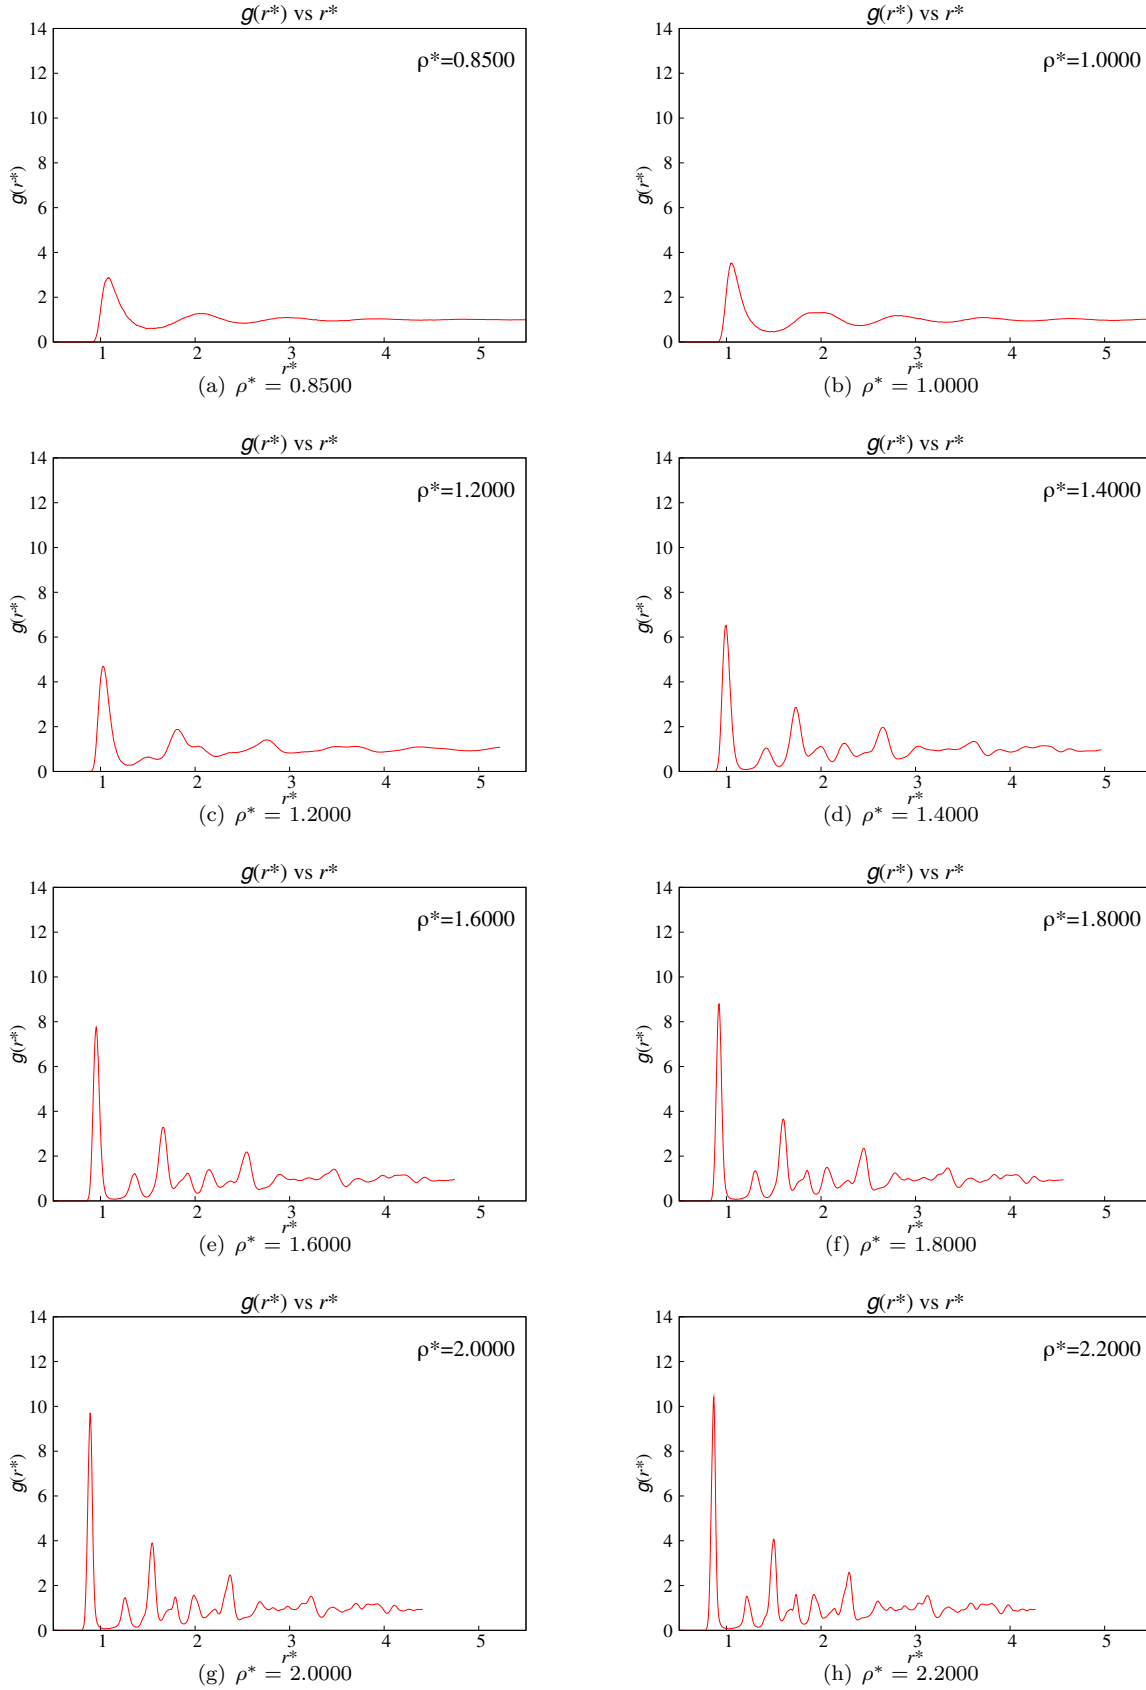 g(r*) vs r*
ρ*=0.8500
g(r*)
14
12
10
8
6
4
2
0
1 2 3 4 5
r*
(a) ρ* = 0.8500
g(r*) vs r*
ρ*=1.0000
g(r*)
14
12
10
8
6
4
2
0
1 2 3 4 5
r*
(b) ρ* = 1.0000
g(r*) vs r*
ρ*=1.2000
g(r*)
14
12
10
8
6
4
2
0
1 2 3 4 5
r*
(c) ρ* = 1.2000
g(r*) vs r*
ρ*=1.4000
g(r*)
14
12
10
8
6
4
2
0
1 2 3 4 5
r*
(d) ρ* = 1.4000
g(r*) vs r*
ρ*=1.6000
g(r*)
14
12
10
8
6
4
2
0
1 2 3 4 5
r*
(e) ρ* = 1.6000
g(r*) vs r*
ρ*=1.8000
g(r*)
14
12
10
8
6
4
2
0
1 2 3 4 5
r*
(f) ρ* = 1.8000
g(r*) vs r*
ρ*=2.0000
g(r*)
14
12
10
8
6
4
2
0
1 2 3 4 5
r*
(g) ρ* = 2.0000
g(r*) vs r*
ρ*=2.2000
g(r*)
14
12
10
8
6
4
2
0
1 2 3 4 5
r*
(h) ρ* = 2.2000